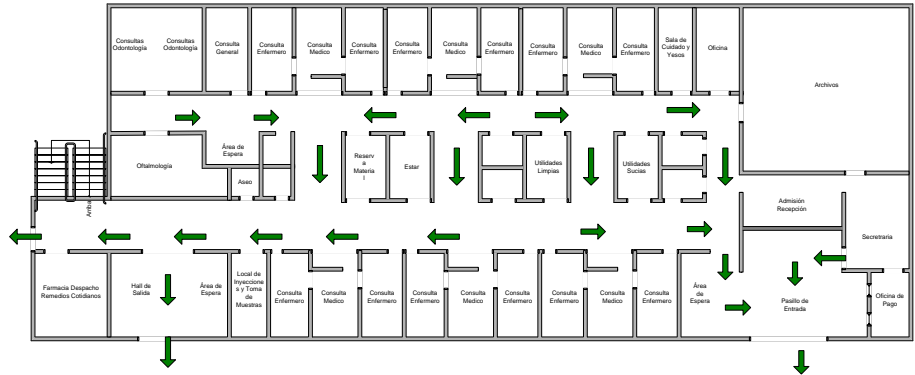 Consultas
Odontología
Consultas
Odontología
Consulta
General
Consulta
Enfermero
Consulta
Medico
Consulta
Enfermero
Consulta
Enfermero
Consulta
Medico
Consulta
Enfermero
Consulta
Enfermero
Consulta
Medico
Consulta
Enfermero
Sala de
Cuidado y
Yesos
Oficina
Archivos
Oftalmología
Área de
Espera
Aseo
Reserv
a
Materia
l
Estar
Utilidades
Limpias
Utilidades
Sucias
Arriba
Admisión
Recepción
Secretaria
Farmacia Despacho
Remedios Cotidianos
Hall de
Salida
Área de
Espera
Local de
Inyeccione
s y Toma
de
Muestras
Consulta
Enfermero
Consulta
Medico
Consulta
Enfermero
Consulta
Enfermero
Consulta
Medico
Consulta
Enfermero
Consulta
Enfermero
Consulta
Medico
Consulta
Enfermero
Área
de
Espera
Pasillo de
Entrada
Oficina de
Pago